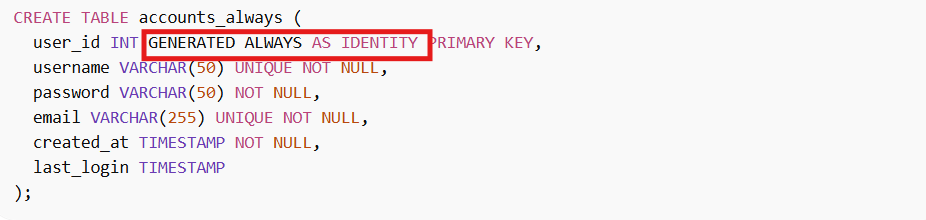 CREATE TABLE accounts_always (
user_id INT GENERATED ALWAYS AS IDENTITY PRIMARY KEY,
username VARCHAR(50) UNIQUE NOT NULL,
password VARCHAR(50) NOT NULL,
email VARCHAR(255) UNIQUE NOT NULL,
created_at TIMESTAMP NOT NULL,
last_login TIMESTAMP
);